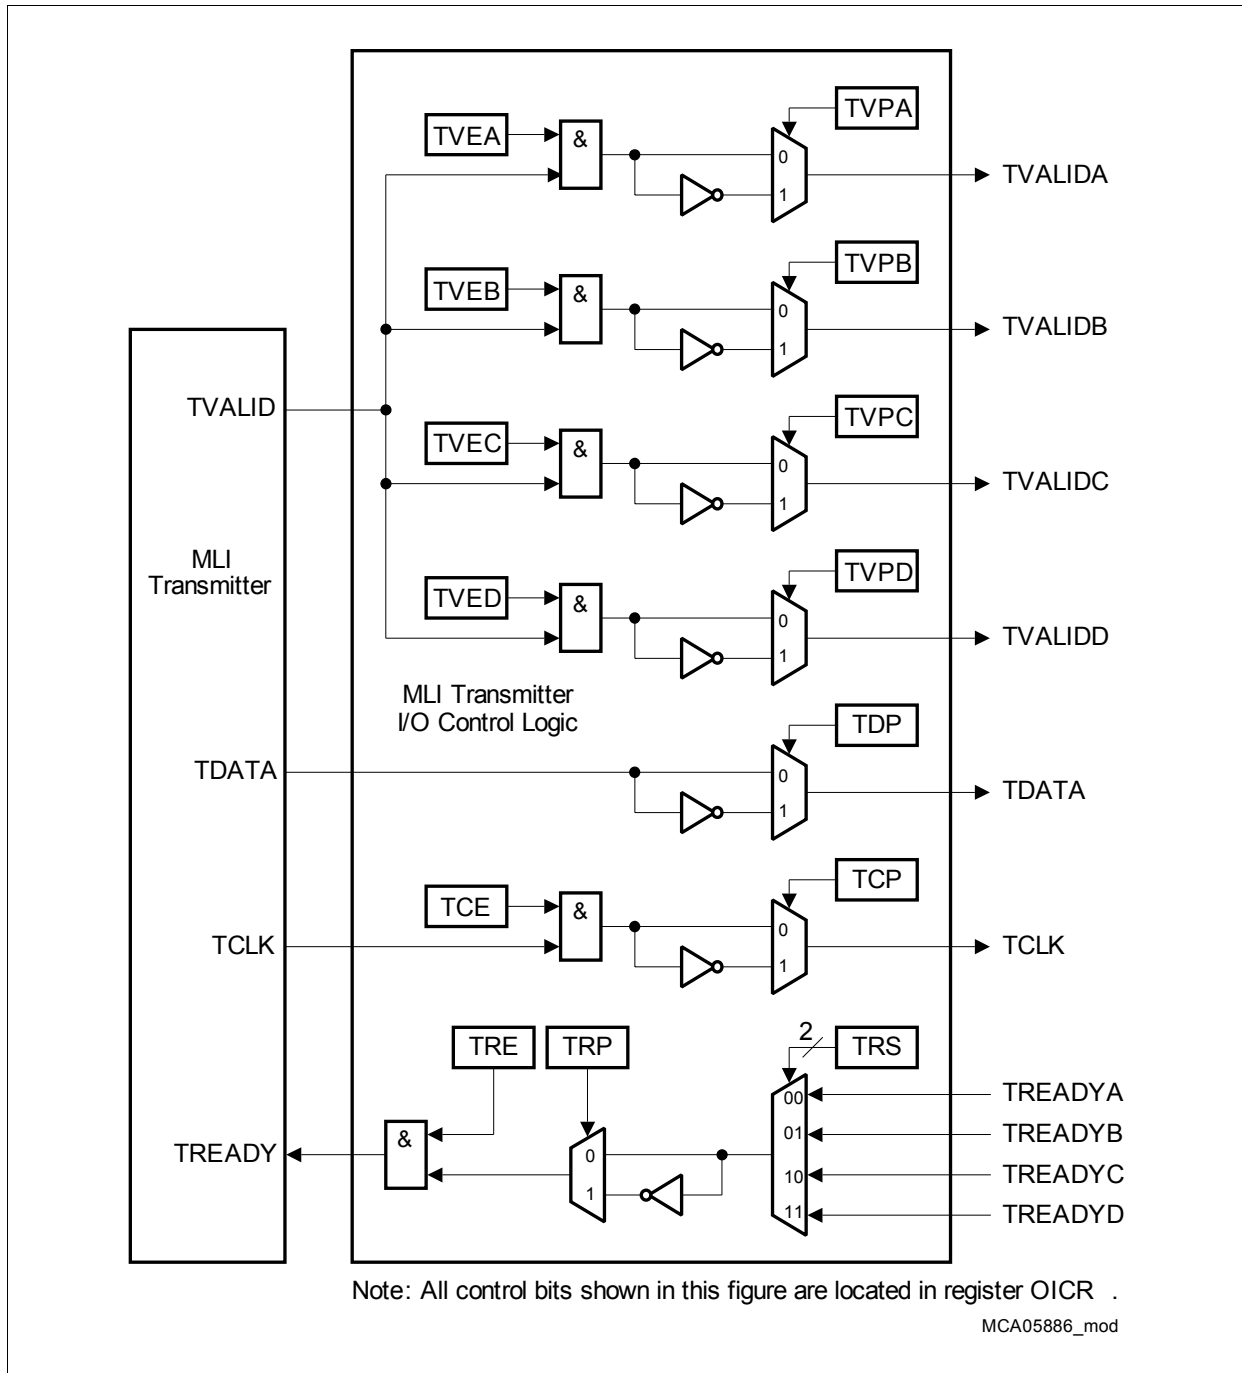 TVPA
TVEA
&
0
1
TVALIDA
TVPB
TVEB
&
0
1
TVALIDB
TVALID
TVPC
TVEC
&
0
1
TVALIDC
MLI
Transmitter
TVPD
TVED
&
0
1
TVALIDD
MLI Transmitter
I/O Control Logic
TDP
TDATA
0
1
TDATA
TCP
TCE
&
0
1
TCLK
TCLK
TRE
TRP
2
TRS
00
TREADYA
01
TREADYB
10
TREADYC
11
TREADYD
TREADY
&
0
1
Note: All control bits shown in this figure are located in register OICR .
MCA05886_mod